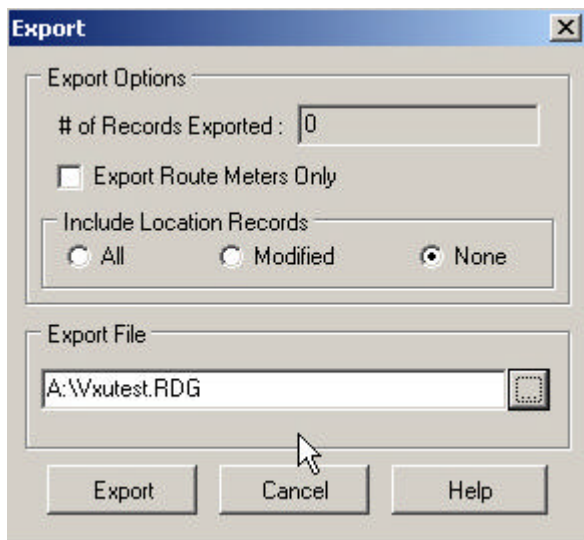 Export
Export Options
# of Records Exported : 0
Export Route Meters Only
Include Location Records
All Modified None
Export File
A:\Vxutest.RDG
Export Cancel Help